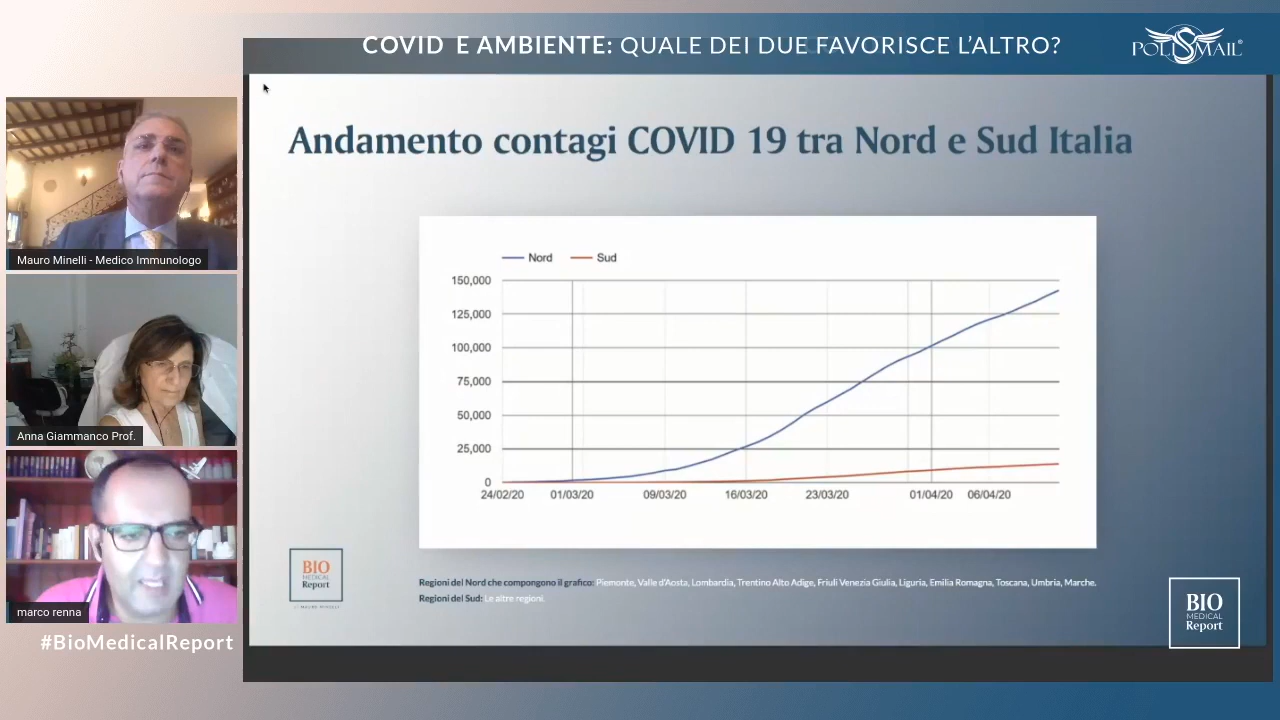 COVID E AMBIENTE: QUALE DEI DUE FAVORISCE L'ALTRO?
POLISMAIL®
Andamento contagi COVID 19 tra Nord e Sud Italia
Mauro Minelli - Medico Immunologo
Anna Giammanco Prof.
marco renna
#BioMedicalReport
Nord Sud
150,000
125,000
100,000
75,000
50,000
25,000
0
24/02/20 01/03/20 09/03/20 16/03/20 23/03/20 01/04/20 06/04/20
BIO
MEDICAL
Report
di MAURO MINELLI
Regioni del Nord che compongono il grafico: Piemonte, Valle d'Aosta, Lombardia, Trentino Alto Adige, Friuli Venezia Giulia, Liguria, Emilia Romagna, Toscana, Umbria, Marche.
Regioni del Sud: Le altre regioni.
BIO
MEDICAL
Report